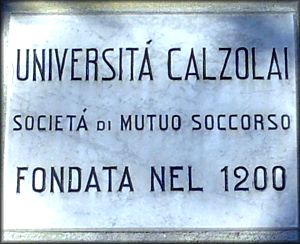 UNIVERSITÁ CALZOLAI
SOCIETÁ DI MUTUO SOCCORSO
FONDATA NEL 1200